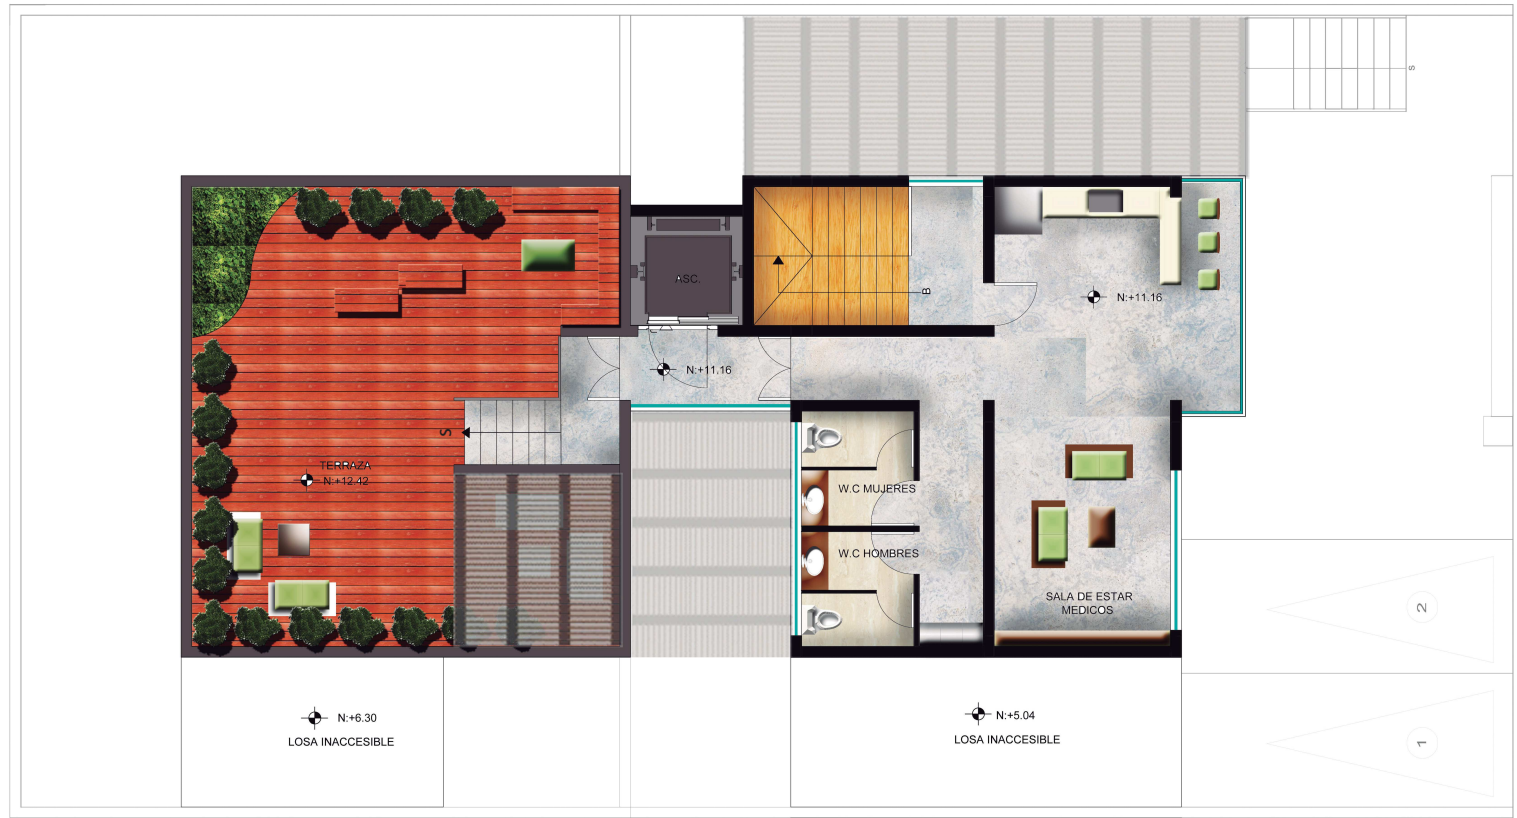 S
ASC.
B
N:+11.16
N:+11.16
S
TERRAZA
N:+12.42
W.C MUJERES
W.C HOMBRES
SALA DE ESTAR
MEDICOS
2
N:+6.30
LOSA INACCESIBLE
N:+5.04
LOSA INACCESIBLE
1